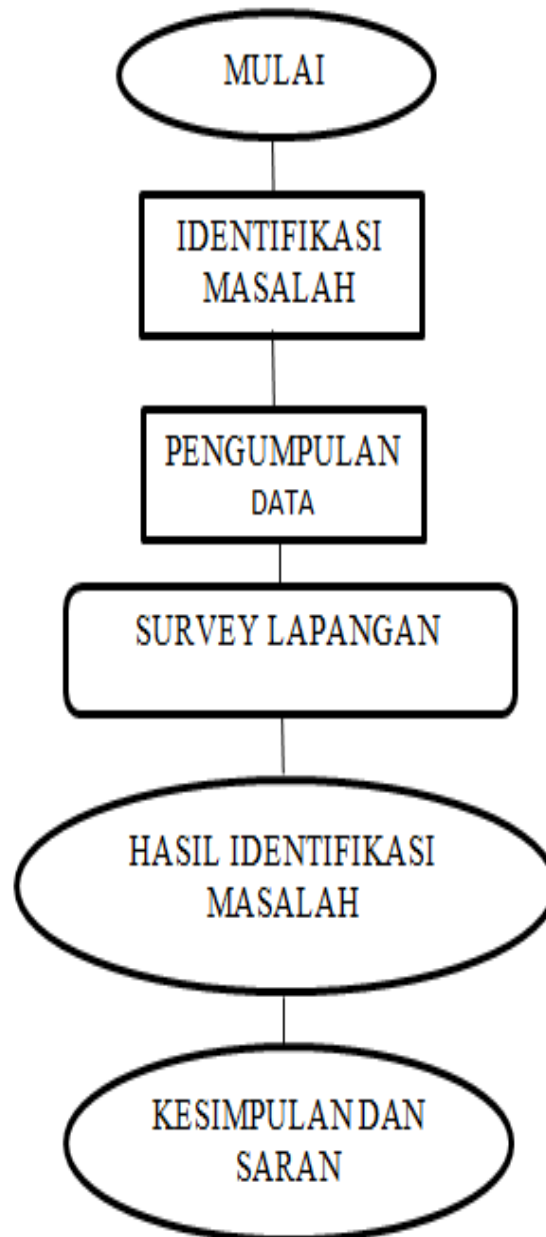 MULAI
IDENTIFIKASI
MASALAH
PENGUMPULAN
DATA
SURVEY LAPANGAN
HASIL IDENTIFIKASI
MASALAH
KESIMPULAN DAN
SARAN